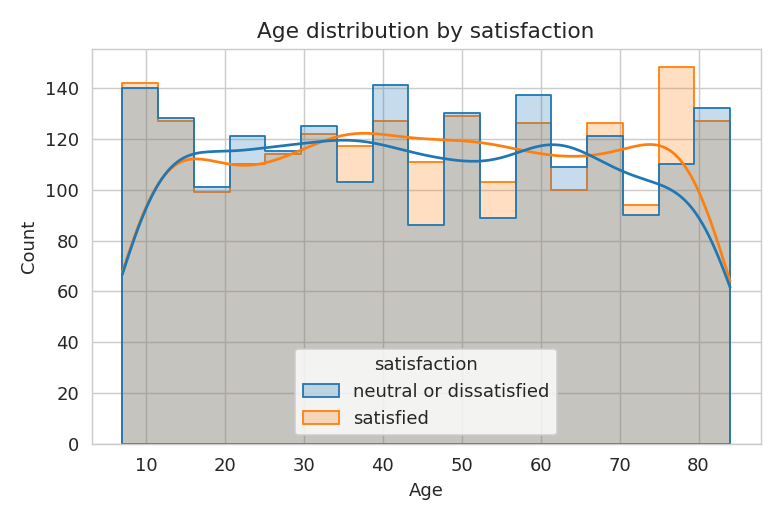 Age distribution by satisfaction
Count
140
120
100
80
60
40
20
0
satisfaction
neutral or dissatisfied
satisfied
10 20 30 40 50 60 70 80
Age